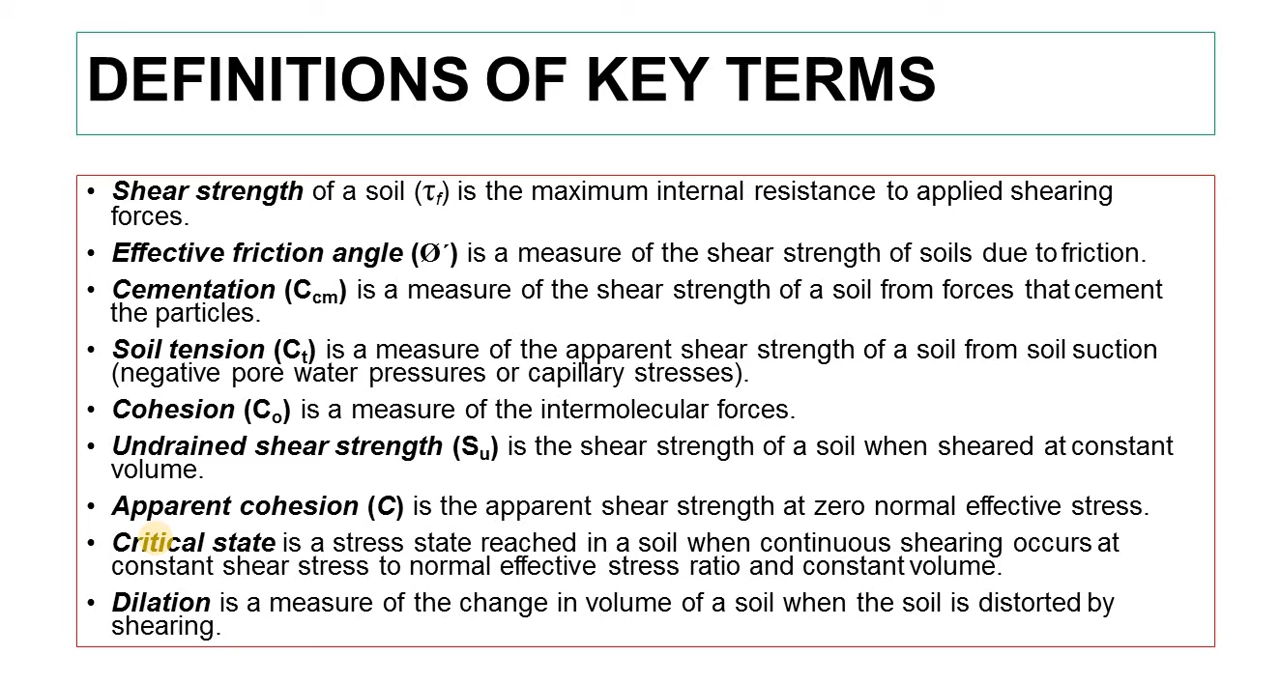 DEFINITIONS OF KEY TERMS
• Shear strength of a soil (τf) is the maximum internal resistance to applied shearing
forces.
• Effective friction angle (Ø´) is a measure of the shear strength of soils due to friction.
• Cementation (Ccm) is a measure of the shear strength of a soil from forces that cement
the particles.
• Soil tension (Ct) is a measure of the apparent shear strength of a soil from soil suction
(negative pore water pressures or capillary stresses).
• Cohesion (Co) is a measure of the intermolecular forces.
• Undrained shear strength (Su) is the shear strength of a soil when sheared at constant
volume.
• Apparent cohesion (C) is the apparent shear strength at zero normal effective stress.
• Critical state is a stress state reached in a soil when continuous shearing occurs at
constant shear stress to normal effective stress ratio and constant volume.
• Dilation is a measure of the change in volume of a soil when the soil is distorted by
shearing.